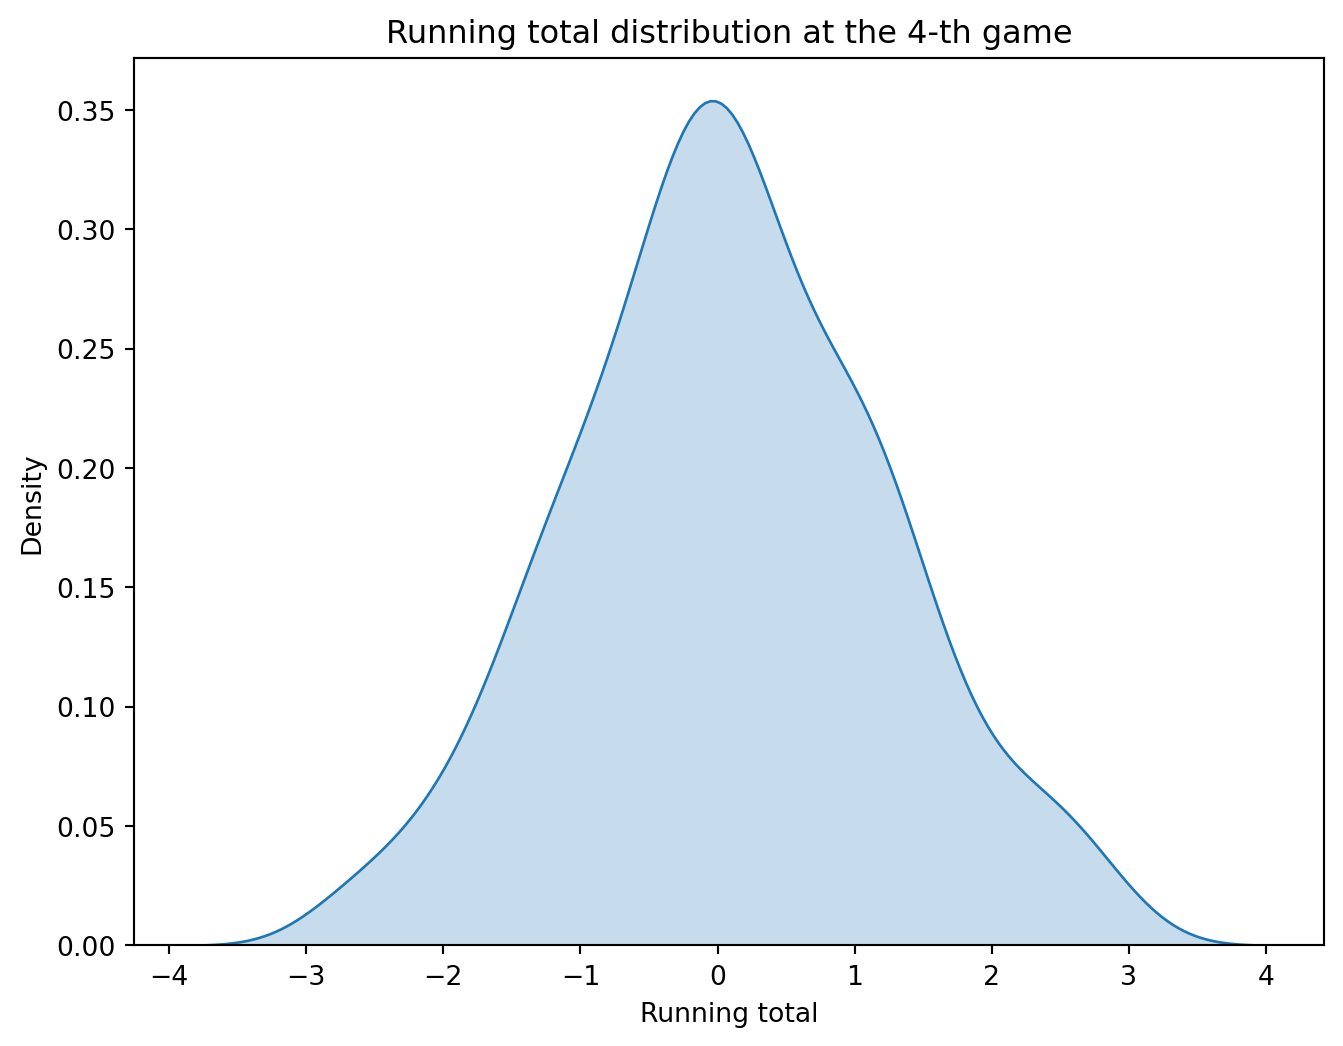 Running total distribution at the 4-th game
0.35
0.30
0.25
0.20
0.15
0.10
0.05
0.00
Density
−4 −3 −2 −1 0 1 2 3 4
Running total